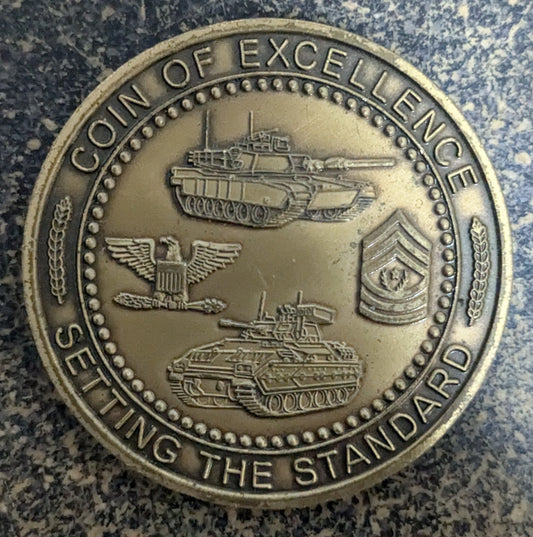 COIN OF EXCELLENCE
SETTING THE STANDARD